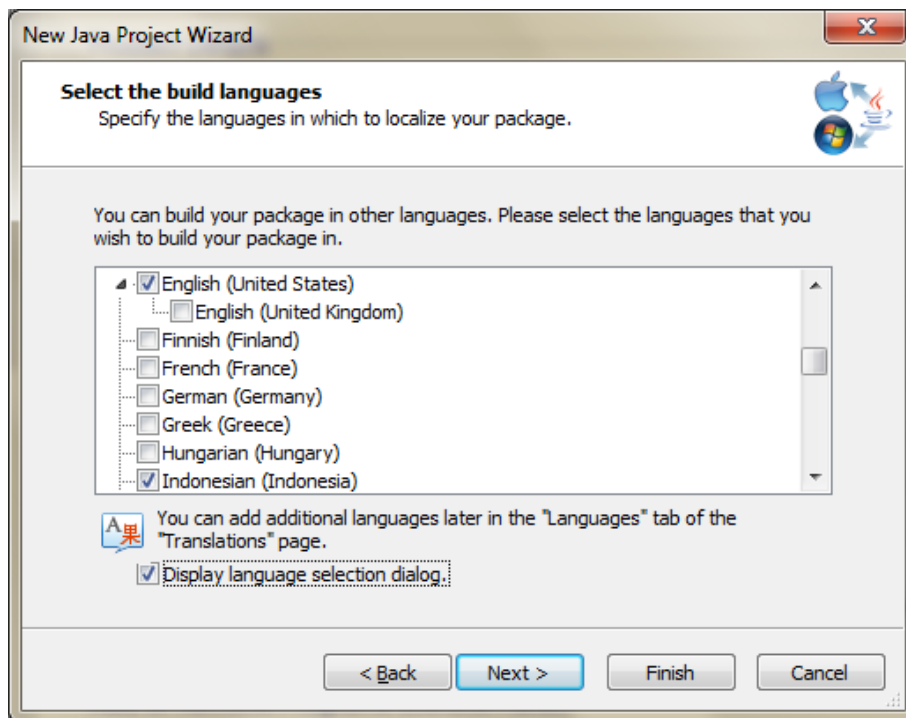 New Java Project Wizard
Select the build languages
Specify the languages in which to localize your package.
You can build your package in other languages. Please select the languages that you
wish to build your package in.
English (United States)
English (United Kingdom)
Finnish (Finland)
French (France)
German (Germany)
Greek (Greece)
Hungarian (Hungary)
Indonesian (Indonesia)
A果
You can add additional languages later in the "Languages" tab of the
"Translations" page.
Display language selection dialog.
< Back
Next >
Finish
Cancel